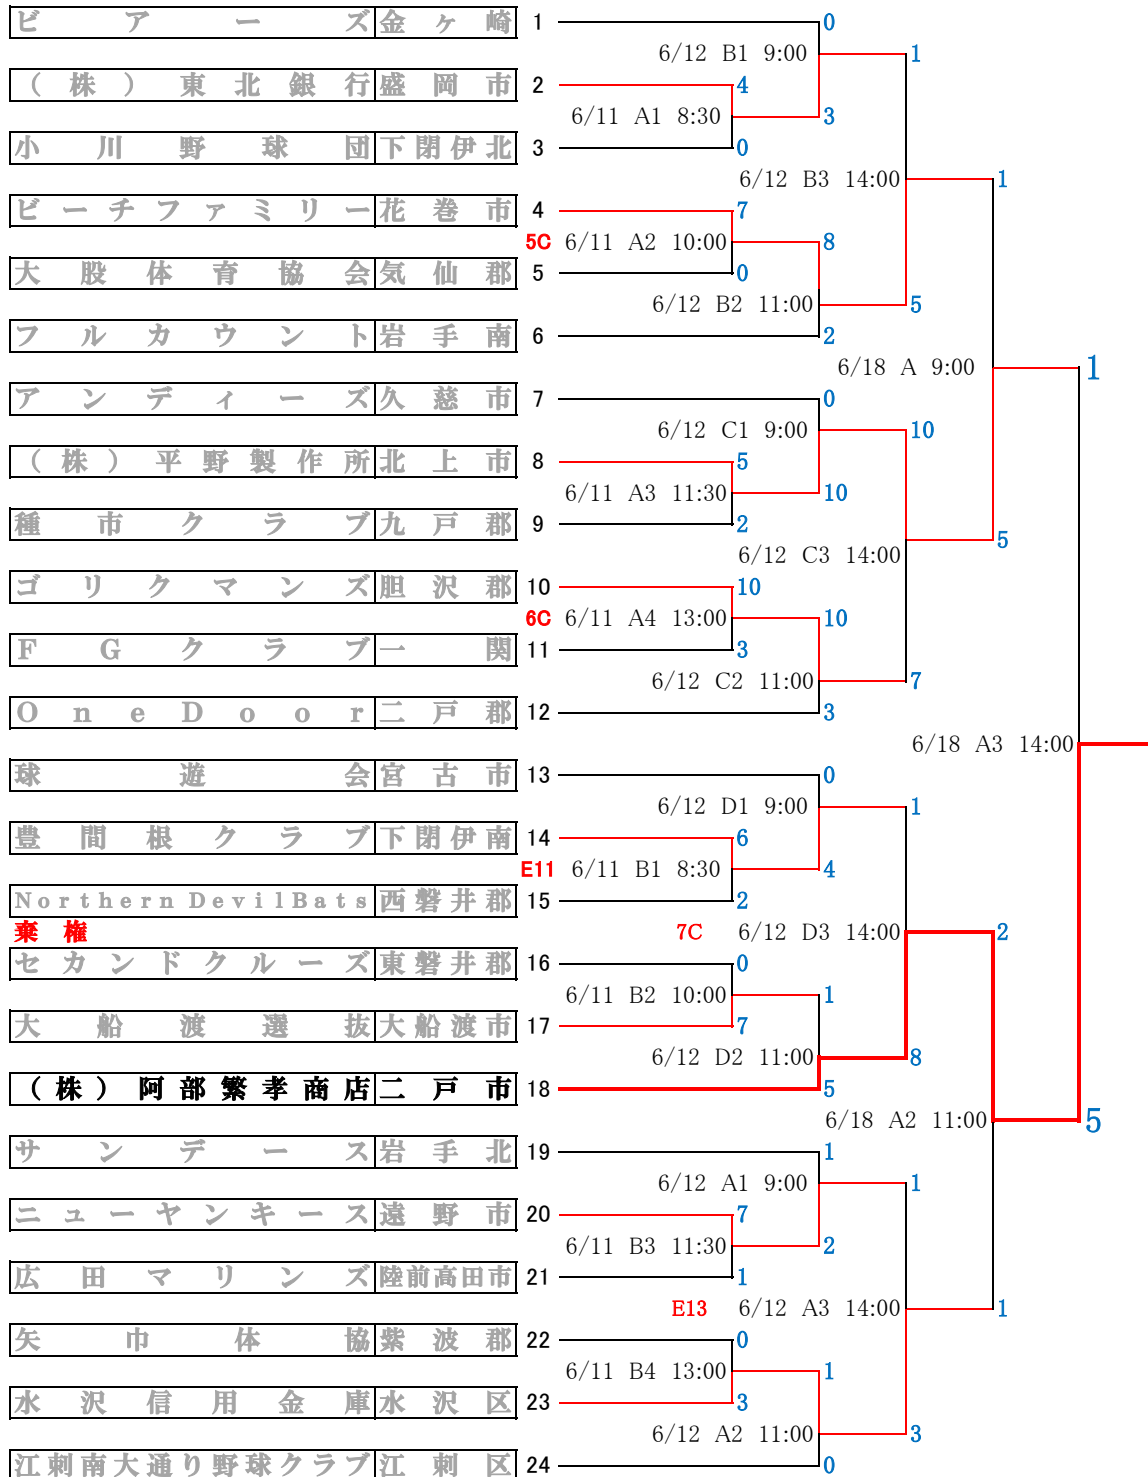 ビアーズ 金ヶ崎 1 0
6/12 B1 9:00 1
（株）東北銀行 盛岡市 2 4
6/11 A1 8:30 3
小川野球団 下閉伊北 3 0
6/12 B3 14:00 1
ビーチファミリー 花巻市 4 7
5C 6/11 A2 10:00 8
大股体育協会 気仙郡 5 0
6/12 B2 11:00 5
フルカウント 岩手南 6 2
6/18 A 9:00 1
アンディーズ 久慈市 7 0
6/12 C1 9:00 10
（株）平野製作所 北上市 8 5
6/11 A3 11:30 10
種市クラブ 九戸郡 9 2
6/12 C3 14:00 5
ゴリクマンズ 胆沢郡 10 10
6C 6/11 A4 13:00 10
FGクラブ 一関 11 3
6/12 C2 11:00 7
OneDoor 二戸郡 12 3
6/18 A3 14:00
球遊会 宮古市 13 0
6/12 D1 9:00 1
豊間根クラブ 下閉伊南 14 6
E11 6/11 B1 8:30 4
Northern DevilBats 西磐井郡 15 2
棄権 7C 6/12 D3 14:00 2
セカンドクルーズ 東磐井郡 16 0
6/11 B2 10:00 1
大船渡選抜 大船渡市 17 7
6/12 D2 11:00 8
（株）阿部繁孝商店 二戸市 18 5
6/18 A2 11:00 5
サンデース 岩手北 19 1
6/12 A1 9:00 1
ニューヤンキース 遠野市 20 7
6/11 B3 11:30 2
広田マリンズ 陸前高田市 21 1
E13 6/12 A3 14:00 1
矢巾体協 紫波郡 22 0
6/11 B4 13:00 1
水沢信用金庫 水沢区 23 3
6/12 A2 11:00 3
江刺南大通り野球クラブ 江刺区 24 0